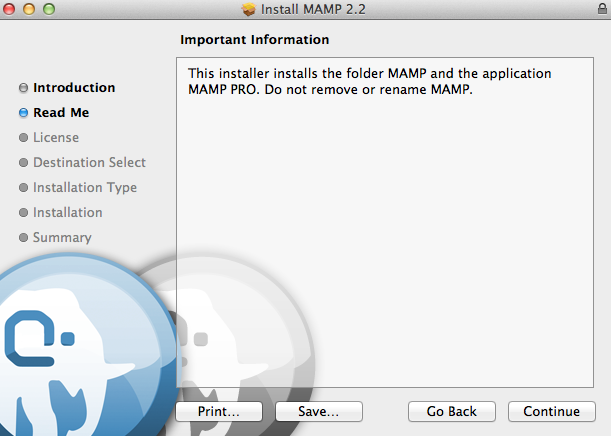 Install MAMP 2.2
Important Information
Introduction
Read Me
License
Destination Select
Installation Type
Installation
Summary
This installer installs the folder MAMP and the application
MAMP PRO. Do not remove or rename MAMP.
Print...
Save...
Go Back
Continue